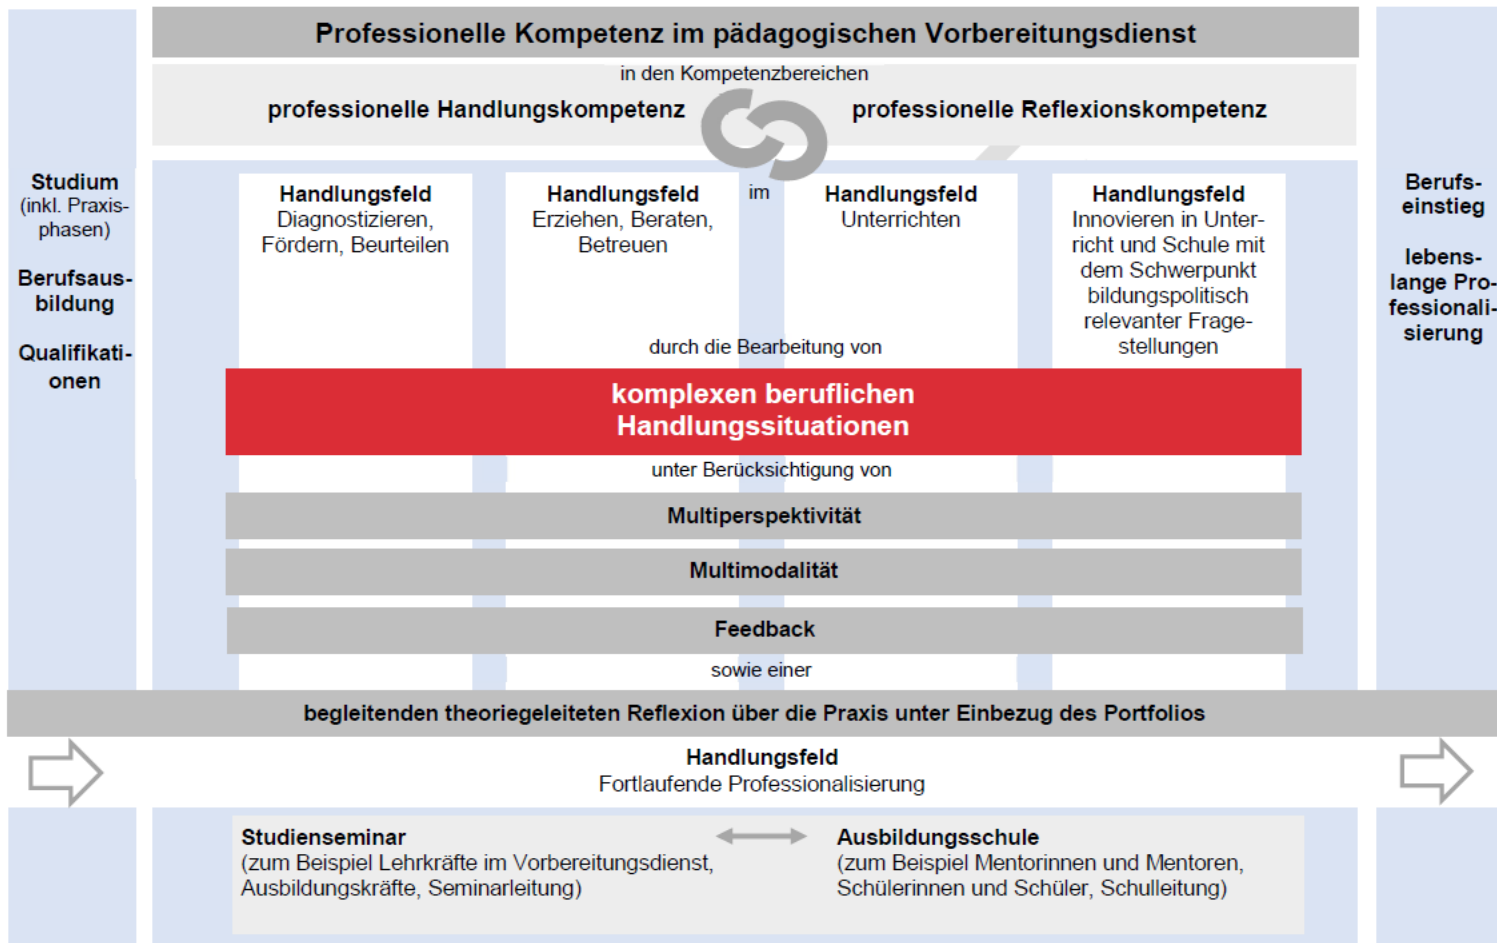 Professionelle Kompetenz im pädagogischen Vorbereitungsdienst
in den Kompetenzbereichen
professionelle Handlungskompetenz
professionelle Reflexionskompetenz
Studium
(inkl. Praxis-
phasen)
Berufsaus-
bildung
Qualifikati-
onen
Handlungsfeld
Diagnostizieren,
Fördern, Beurteilen
Handlungsfeld
Erziehen, Beraten,
Betreuen
im
Handlungsfeld
Unterrichten
Handlungsfeld
Innovieren in Unter-
richt und Schule mit
dem Schwerpunkt
bildungspolitisch
relevanter Frage-
stellungen
Berufs-
einstieg
lebens-
lange Pro-
fessionali-
sierung
durch die Bearbeitung von
komplexen beruflichen
Handlungssituationen
unter Berücksichtigung von
Multiperspektivität
Multimodalität
Feedback
sowie einer
begleitenden theoriegeleiteten Reflexion über die Praxis unter Einbezug des Portfolios
Handlungsfeld
Fortlaufende Professionalisierung
Studienseminar
(zum Beispiel Lehrkräfte im Vorbereitungsdienst,
Ausbildungskräfte, Seminarleitung)
Ausbildungsschule
(zum Beispiel Mentorinnen und Mentoren,
Schülerinnen und Schüler, Schulleitung)